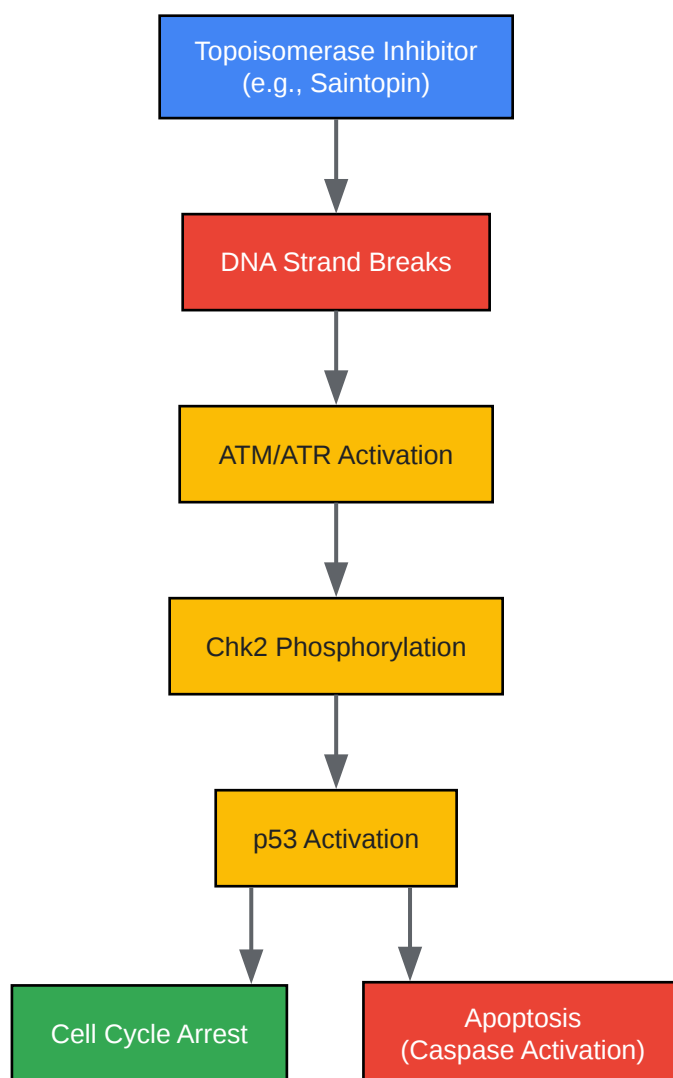 Topoisomerase Inhibitor
(e.g., Saintopin)
DNA Strand Breaks
ATM/ATR Activation
Chk2 Phosphorylation
p53 Activation
Cell Cycle Arrest
Apoptosis
(Caspase Activation)